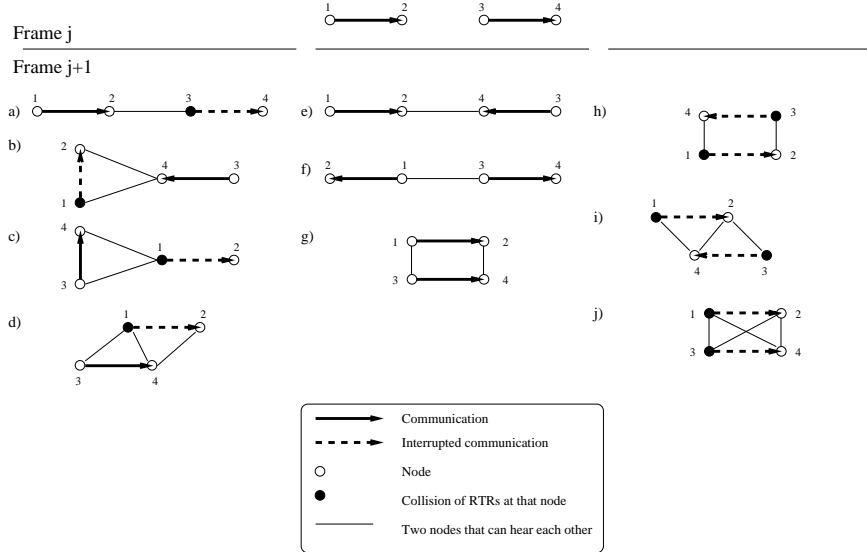 1 2 3 4
Frame j
Frame j+1
a) 1 2 3 4
e) 1 2 4 3
h) 4 3
1 2
b) 2
4 3
1
f) 2 1 3 4
i) 1 2
4 3
c) 4
1 2
3
g) 1 2
3 4
d) 1 2
3 4
j) 1 2
3 4
Communication
Interrupted communication
Node
Collision of RTRs at that node
Two nodes that can hear each other